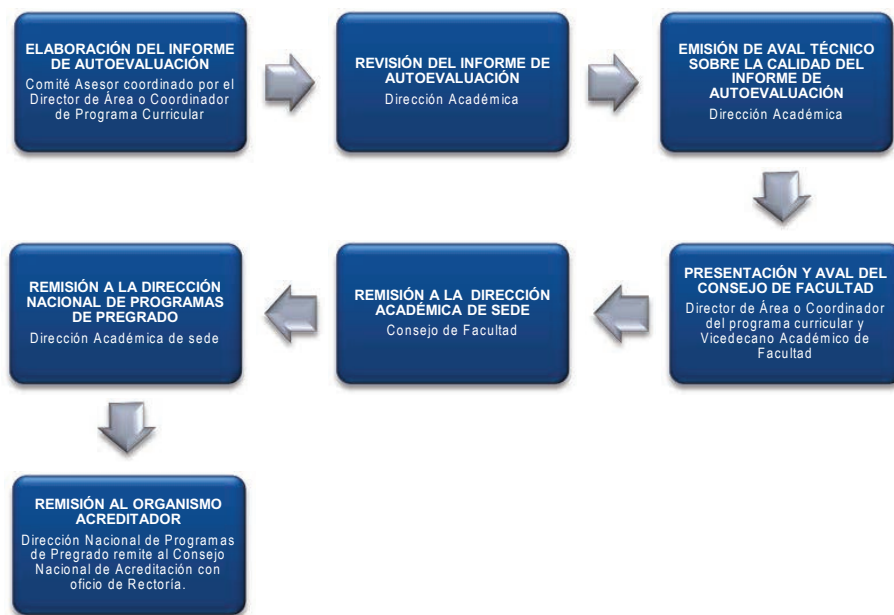 ELABORACIÓN DEL INFORME
DE AUTOEVALUACIÓN
Comité Asesor coordinado por el
Director de Área o Coordinador
de Programa Curricular
REVISIÓN DEL INFORME DE
AUTOEVALUACIÓN
Dirección Académica
EMISIÓN DE AVAL TÉCNICO
SOBRE LA CALIDAD DEL
INFORME DE
AUTOEVALUACIÓN
Dirección Académica
PRESENTACIÓN Y AVAL DEL
CONSEJO DE FACULTAD
Director de Área o Coordinador
del programa curricular y
Vicedecano Académico de
Facultad
REMISIÓN A LA DIRECCIÓN
ACADÉMICA DE SEDE
Consejo de Facultad
REMISIÓN A LA DIRECCIÓN
NACIONAL DE PROGRAMAS
DE PREGRADO
Dirección Académica de sede
REMISIÓN AL ORGANISMO
ACREDITADOR
Dirección Nacional de Programas
de Pregrado remite al Consejo
Nacional de Acreditación con
oficio de Rectoría.